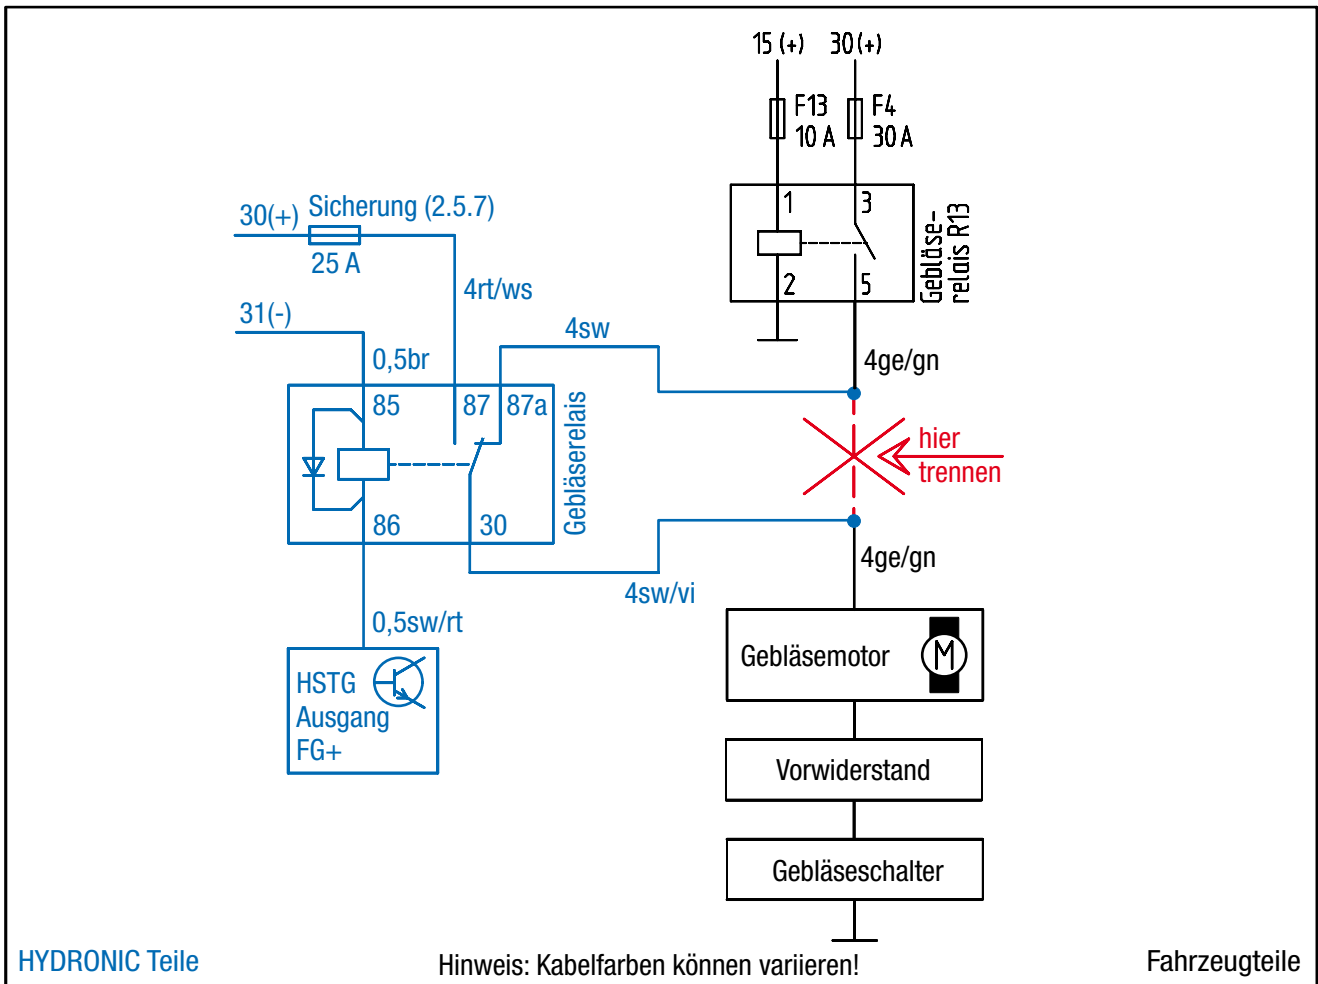 15 (+) 30 (+)
F13
10 A
F4
30 A
1 3
2 5
Gebläse-
relais R13
30(+)
Sicherung (2.5.7)
25 A
4rt/ws
31(-)
0,5br
4sw
4ge/gn
85 87 87a
86 30
Gebläserelais
hier
trennen
4sw/vi
4ge/gn
0,5sw/rt
HSTG
Ausgang
FG+
Gebläsemotor M
Vorwiderstand
Gebläseschalter
HYDRONIC Teile
Hinweis: Kabelfarben können variieren!
Fahrzeugteile